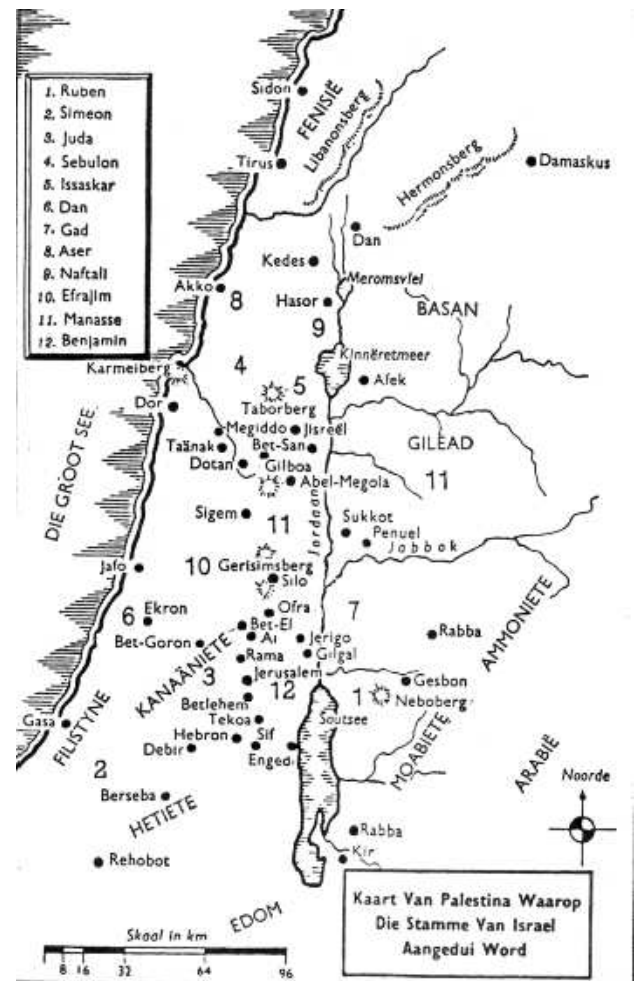 1. Ruben
2. Simeon
3. Juda
4. Sebulon
5. Issaskar
6. Dan
7. Gad
8. Aser
9. Naftali
10. Efrajim
11. Manasse
12. Benjamin
Sidon
FENISIË
Libanonsberg
Tirus
Hermonsberg
Damaskus
Dan
Kedes
Meromsvlei
Akko
8
Hasor
9
BASAN
Karmelberg
4
Kinnëretmeer
5
Afek
Taborberg
Dor
Megiddo
Jisreël
Taänak
Bet-San
GILEAD
Dotan
Gilboa
11
Abel-Megola
DIE GROOT SEE
Sigem
11
Jordaan
Sukkot
Penuel
Jabbok
Jafo
10
Gerisimsberg
Silo
Ofra
7
6
Ekron
Bet-El
Ai
Jerigo
Rabba
AMMONIETE
Bet-Goron
Rama
Gilgal
KANAÄNIETE
3
Jerusalem
12
1
Gesbon
Neboberg
Betlehem
Gasa
Tekoa
Soutsee
FILISTYNE
Hebron
Sif
Debir
Engedi
MOABIETE
ARABIË
2
Noorde
Berseba
HETIETE
Rabba
Rehobot
Kir
EDOM
Kaart Van Palestina Waarop
Die Stamme Van Israel
Aangedui Word
Skaal in km
8 16 32 64 96